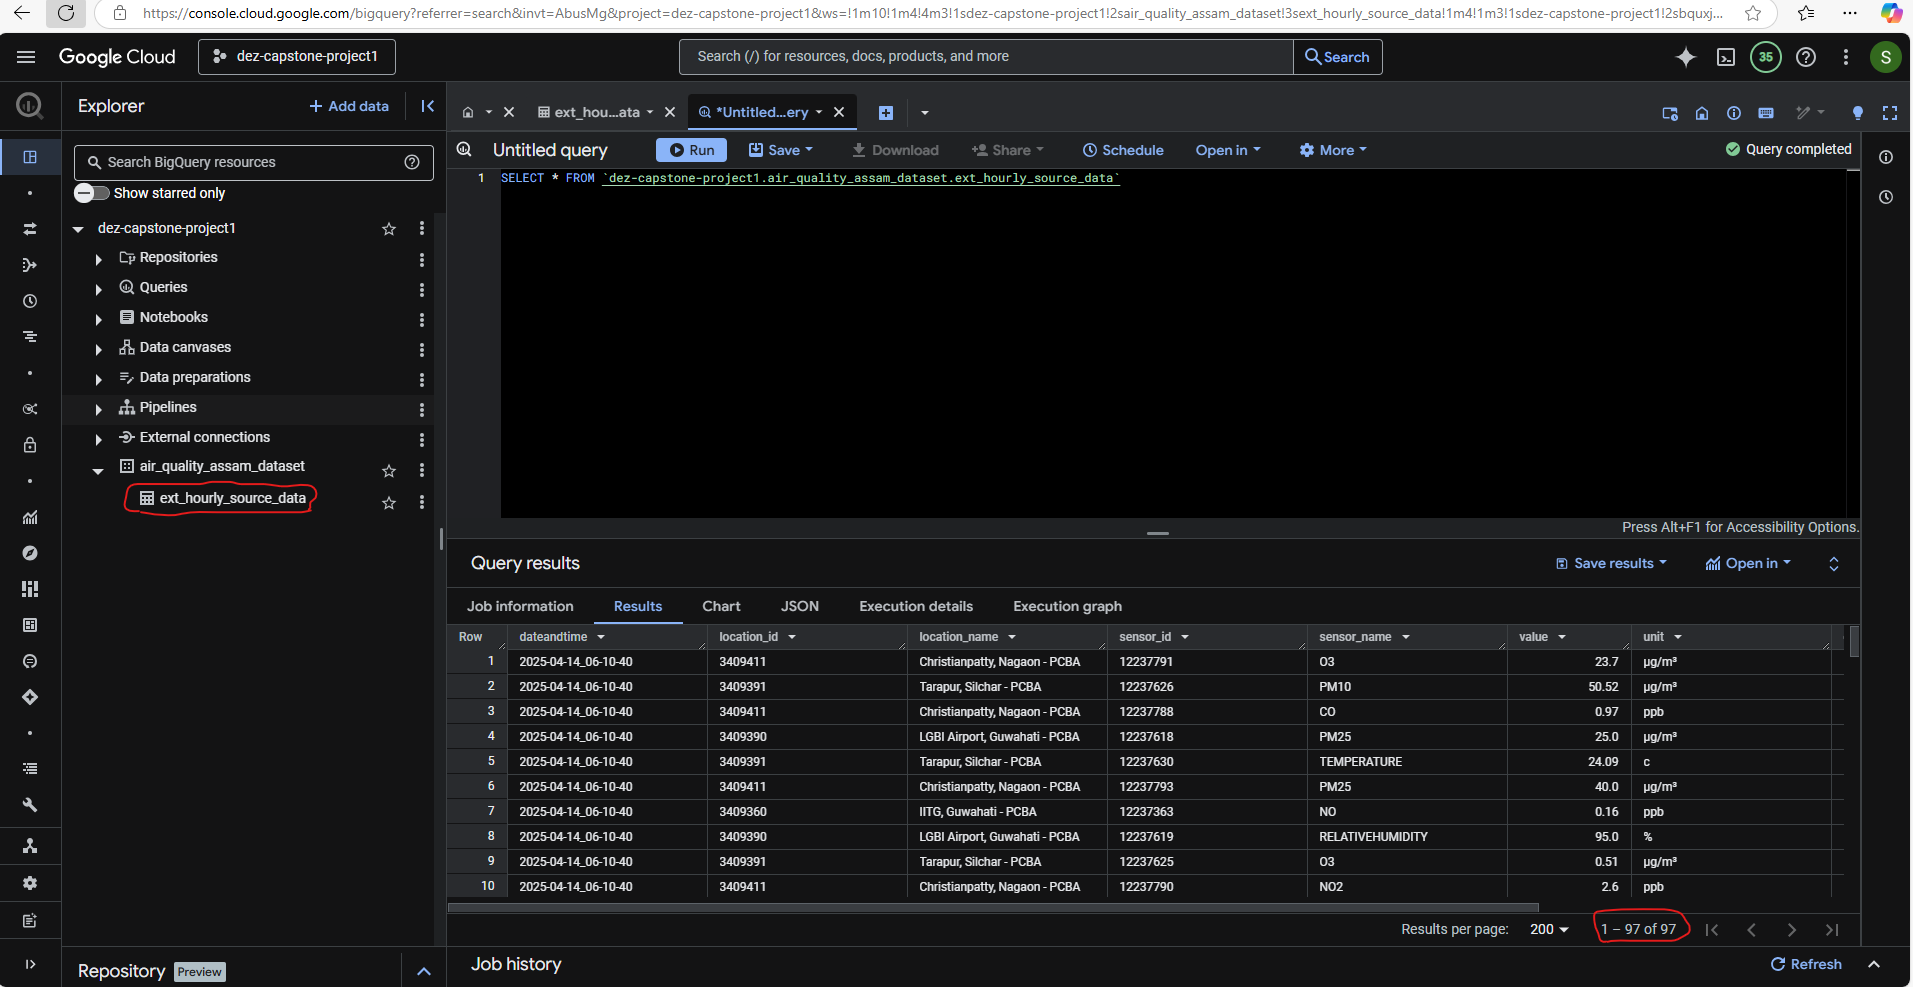 https://console.cloud.google.com/bigquery?referrer=search&invt=AbusMg&project=dez-capstone-project1&ws=!1m10!1m4!4m3!1sdez-capstone-project1!2sair_quality_assam_dataset!3sext_hourly_source_data!1m4!1m3!1sdez-capstone-project1!2sbquxj...
Google Cloud
dez-capstone-project1
Search (/) for resources, docs, products, and more
Search
35
S
Explorer
+ Add data
ext_hou...ata
*Untitled...ery
Search BigQuery resources
Show starred only
Untitled query
Run
Save
Download
Share
Schedule
Open in
More
Query completed
1 SELECT * FROM `dez-capstone-project1.air_quality_assam_dataset.ext_hourly_source_data`
dez-capstone-project1
Repositories
Queries
Notebooks
Data canvases
Data preparations
Pipelines
External connections
air_quality_assam_dataset
ext_hourly_source_data
Press Alt+F1 for Accessibility Options.
Query results
Save results
Open in
Job information Results Chart JSON Execution details Execution graph
Row dateandtime location_id location_name sensor_id sensor_name value unit
1 2025-04-14_06-10-40 3409411 Christianpatty, Nagaon - PCBA 12237791 O3 23.7 µg/m³
2 2025-04-14_06-10-40 3409391 Tarapur, Silchar - PCBA 12237626 PM10 50.52 µg/m³
3 2025-04-14_06-10-40 3409411 Christianpatty, Nagaon - PCBA 12237788 CO 0.97 ppb
4 2025-04-14_06-10-40 3409390 LGBI Airport, Guwahati - PCBA 12237618 PM25 25.0 µg/m³
5 2025-04-14_06-10-40 3409391 Tarapur, Silchar - PCBA 12237630 TEMPERATURE 24.09 c
6 2025-04-14_06-10-40 3409411 Christianpatty, Nagaon - PCBA 12237793 PM25 40.0 µg/m³
7 2025-04-14_06-10-40 3409360 IITG, Guwahati - PCBA 12237363 NO 0.16 ppb
8 2025-04-14_06-10-40 3409390 LGBI Airport, Guwahati - PCBA 12237619 RELATIVEHUMIDITY 95.0 %
9 2025-04-14_06-10-40 3409391 Tarapur, Silchar - PCBA 12237625 O3 0.51 µg/m³
10 2025-04-14_06-10-40 3409411 Christianpatty, Nagaon - PCBA 12237790 NO2 2.6 ppb
Results per page: 200 1 – 97 of 97
Repository Preview
Job history
Refresh